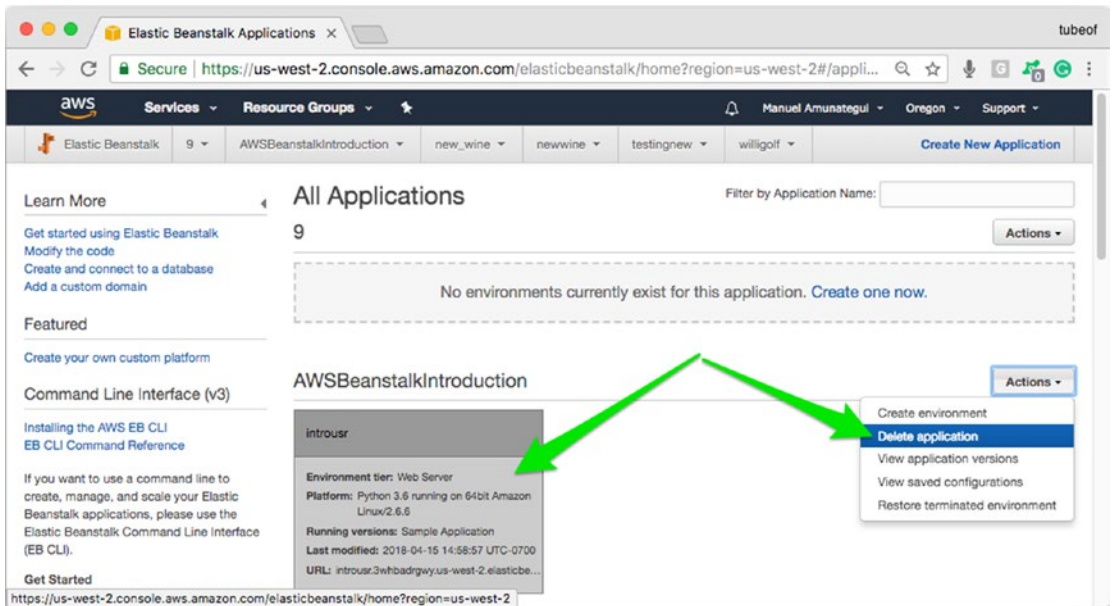 Elastic Beanstalk Applications
tubeof
Secure | https://us-west-2.console.aws.amazon.com/elasticbeanstalk/home?region=us-west-2#/appli...
aws Services Resource Groups Manuel Amunategui Oregon Support
Elastic Beanstalk 9 AWSBeanstalkIntroduction new_wine newwine testingnew willigolf Create New Application
Learn More
Get started using Elastic Beanstalk
Modify the code
Create and connect to a database
Add a custom domain
Featured
Create your own custom platform
Command Line Interface (v3)
Installing the AWS EB CLI
EB CLI Command Reference
If you want to use a command line to
create, manage, and scale your Elastic
Beanstalk applications, please use the
Elastic Beanstalk Command Line Interface
(EB CLI).
Get Started
All Applications
Filter by Application Name:
9
Actions
No environments currently exist for this application. Create one now.
AWSBeanstalkIntroduction
Actions
Create environment
Delete application
View application versions
View saved configurations
Restore terminated environment
introusr
Environment tier: Web Server
Platform: Python 3.6 running on 64bit Amazon
Linux/2.6.6
Running versions: Sample Application
Last modified: 2018-04-15 14:58:57 UTC-0700
URL: introusr.3whbadrgwy.us-west-2.elasticbe...
https://us-west-2.console.aws.amazon.com/elasticbeanstalk/home?region=us-west-2